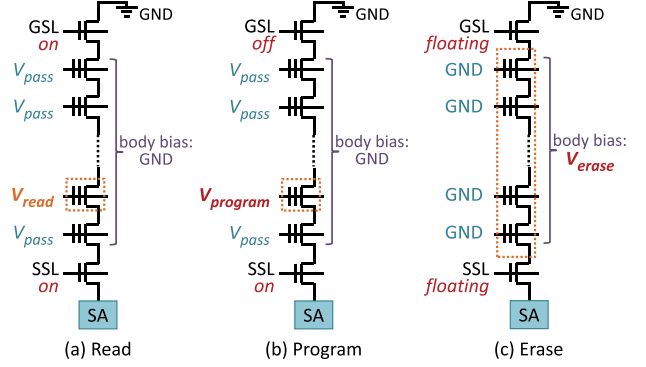 GND
GSL
on
V_pass
V_pass
body bias:
GND
V_read
V_pass
SSL
on
SA
(a) Read
GND
GSL
off
V_pass
V_pass
body bias:
GND
V_program
V_pass
SSL
on
SA
(b) Program
GND
GSL
floating
GND
GND
body bias:
V_erase
GND
GND
SSL
floating
SA
(c) Erase